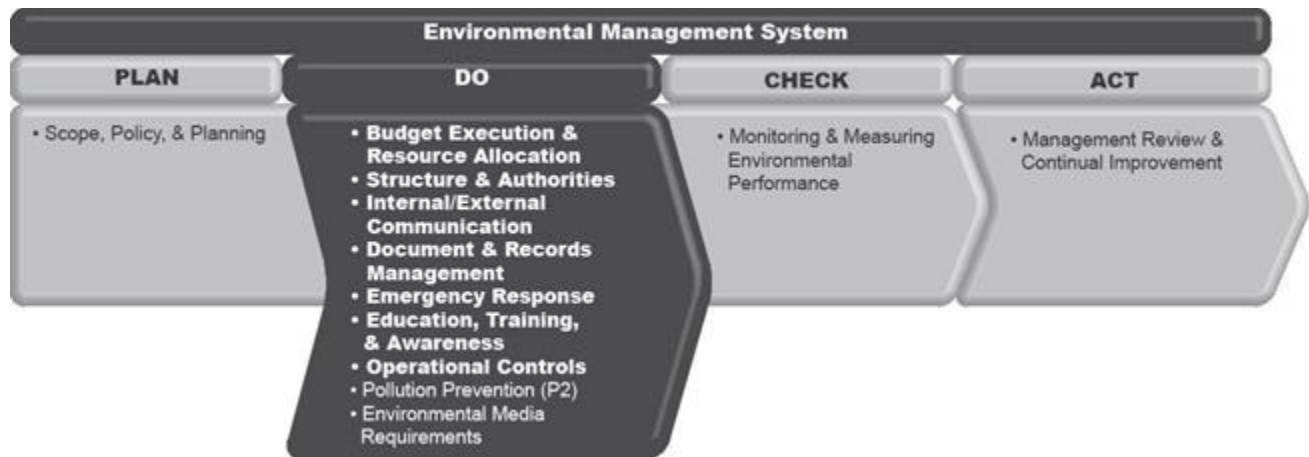 Environmental Management System
PLAN
DO
CHECK
ACT
• Scope, Policy, & Planning
• Budget Execution &
Resource Allocation
• Structure & Authorities
• Internal/External
Communication
• Document & Records
Management
• Emergency Response
• Education, Training,
& Awareness
• Operational Controls
• Pollution Prevention (P2)
• Environmental Media
Requirements
• Monitoring & Measuring
Environmental
Performance
• Management Review &
Continual Improvement